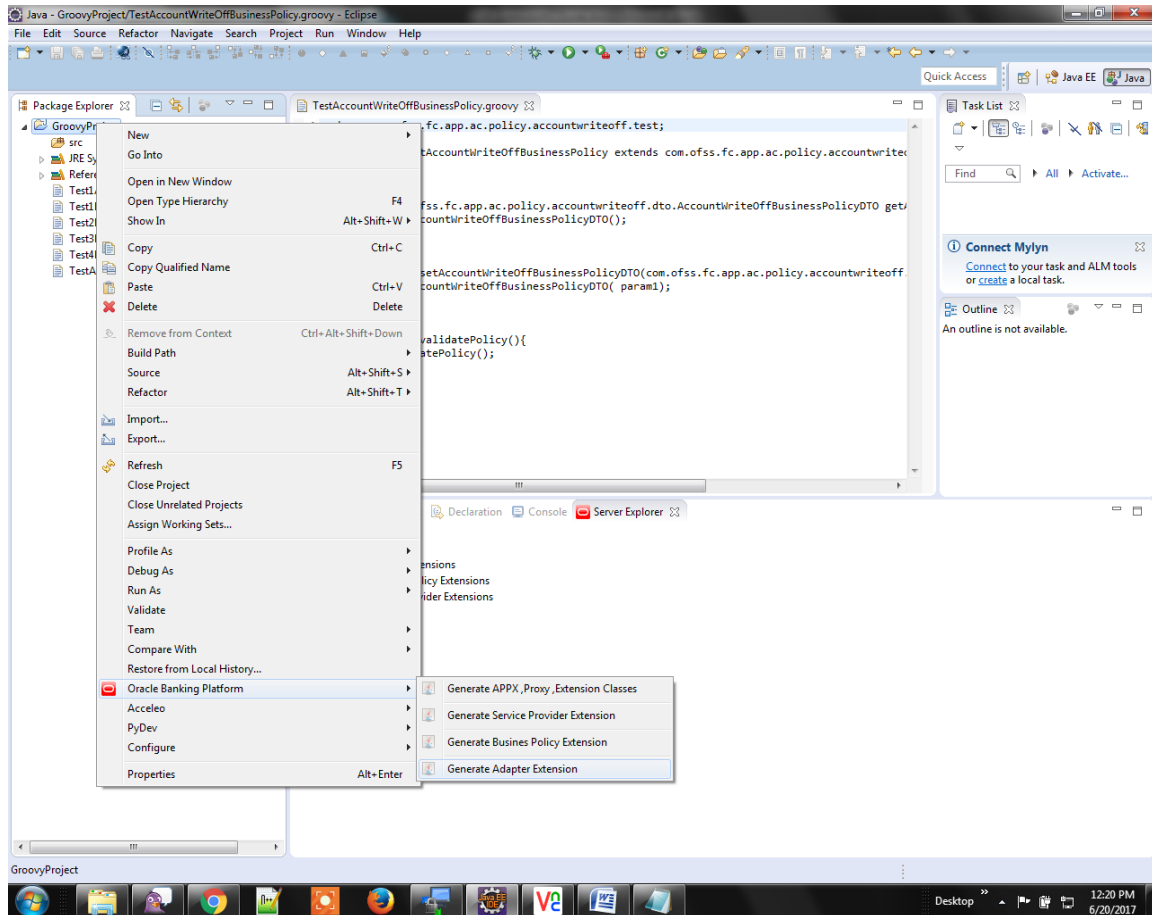 Java - GroovyProject/TestAccountWriteOffBusinessPolicy.groovy - Eclipse
File Edit Source Refactor Navigate Search Project Run Window Help
Quick Access
Java EE
Java
Package Explorer
TestAccountWriteOffBusinessPolicy.groovy
Task List
GroovyPr
src
JRE Sy
Refere
Test1
Test1
Test2
Test3
Test4
TestA
.fc.app.ac.policy.accountwriteoff.test;
tAccountWriteOffBusinessPolicy extends com.ofss.fc.app.ac.policy.accountwriteo
fss.fc.app.ac.policy.accountwriteoff.dto.AccountWriteOffBusinessPolicyDTO getA
countWriteOffBusinessPolicyDTO();
setAccountWriteOffBusinessPolicyDTO(com.ofss.fc.app.ac.policy.accountwriteoff.
countWriteOffBusinessPolicyDTO( param1);
validatePolicy(){
atePolicy();
Find
All
Activate...
Connect Mylyn
Connect to your task and ALM tools
or create a local task.
Outline
An outline is not available.
New
Go Into
Open in New Window
Open Type Hierarchy F4
Show In Alt+Shift+W
Copy Ctrl+C
Copy Qualified Name
Paste Ctrl+V
Delete Delete
Remove from Context Ctrl+Alt+Shift+Down
Build Path
Source Alt+Shift+S
Refactor Alt+Shift+T
Import...
Export...
Refresh F5
Close Project
Close Unrelated Projects
Assign Working Sets...
Profile As
Debug As
Run As
Validate
Team
Compare With
Restore from Local History...
Oracle Banking Platform
Acceleo
PyDev
Configure
Properties Alt+Enter
Declaration
Console
Server Explorer
ensions
licy Extensions
vider Extensions
Generate APPX ,Proxy ,Extension Classes
Generate Service Provider Extension
Generate Busines Policy Extension
Generate Adapter Extension
GroovyProject
Java EE
IDE
Desktop
12:20 PM
6/20/2017